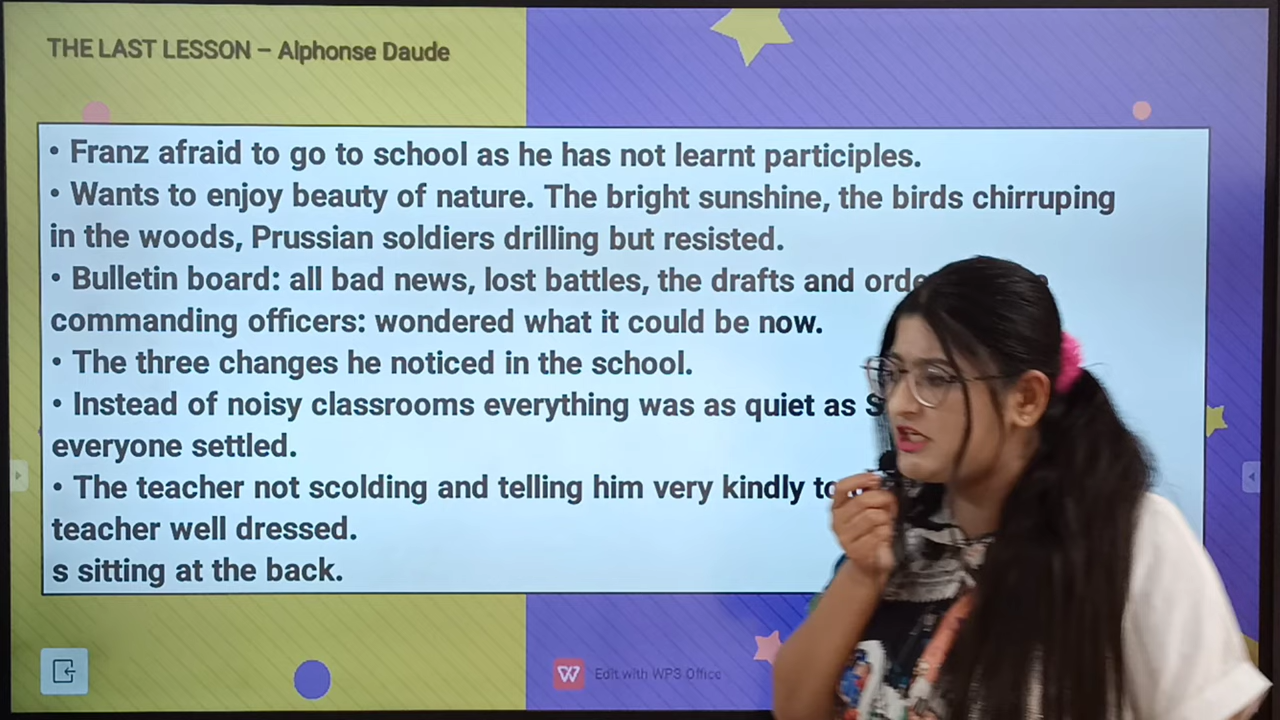 THE LAST LESSON – Alphonse Daude
• Franz afraid to go to school as he has not learnt participles.
• Wants to enjoy beauty of nature. The bright sunshine, the birds chirruping
in the woods, Prussian soldiers drilling but resisted.
• Bulletin board: all bad news, lost battles, the drafts and
commanding officers: wondered what it could be now.
• The three changes he noticed in the school.
• Instead of noisy classrooms everything was as quiet as
everyone settled.
• The teacher not scolding and telling him very kindly
teacher well dressed.
s sitting at the back.
Edit with WPS Office